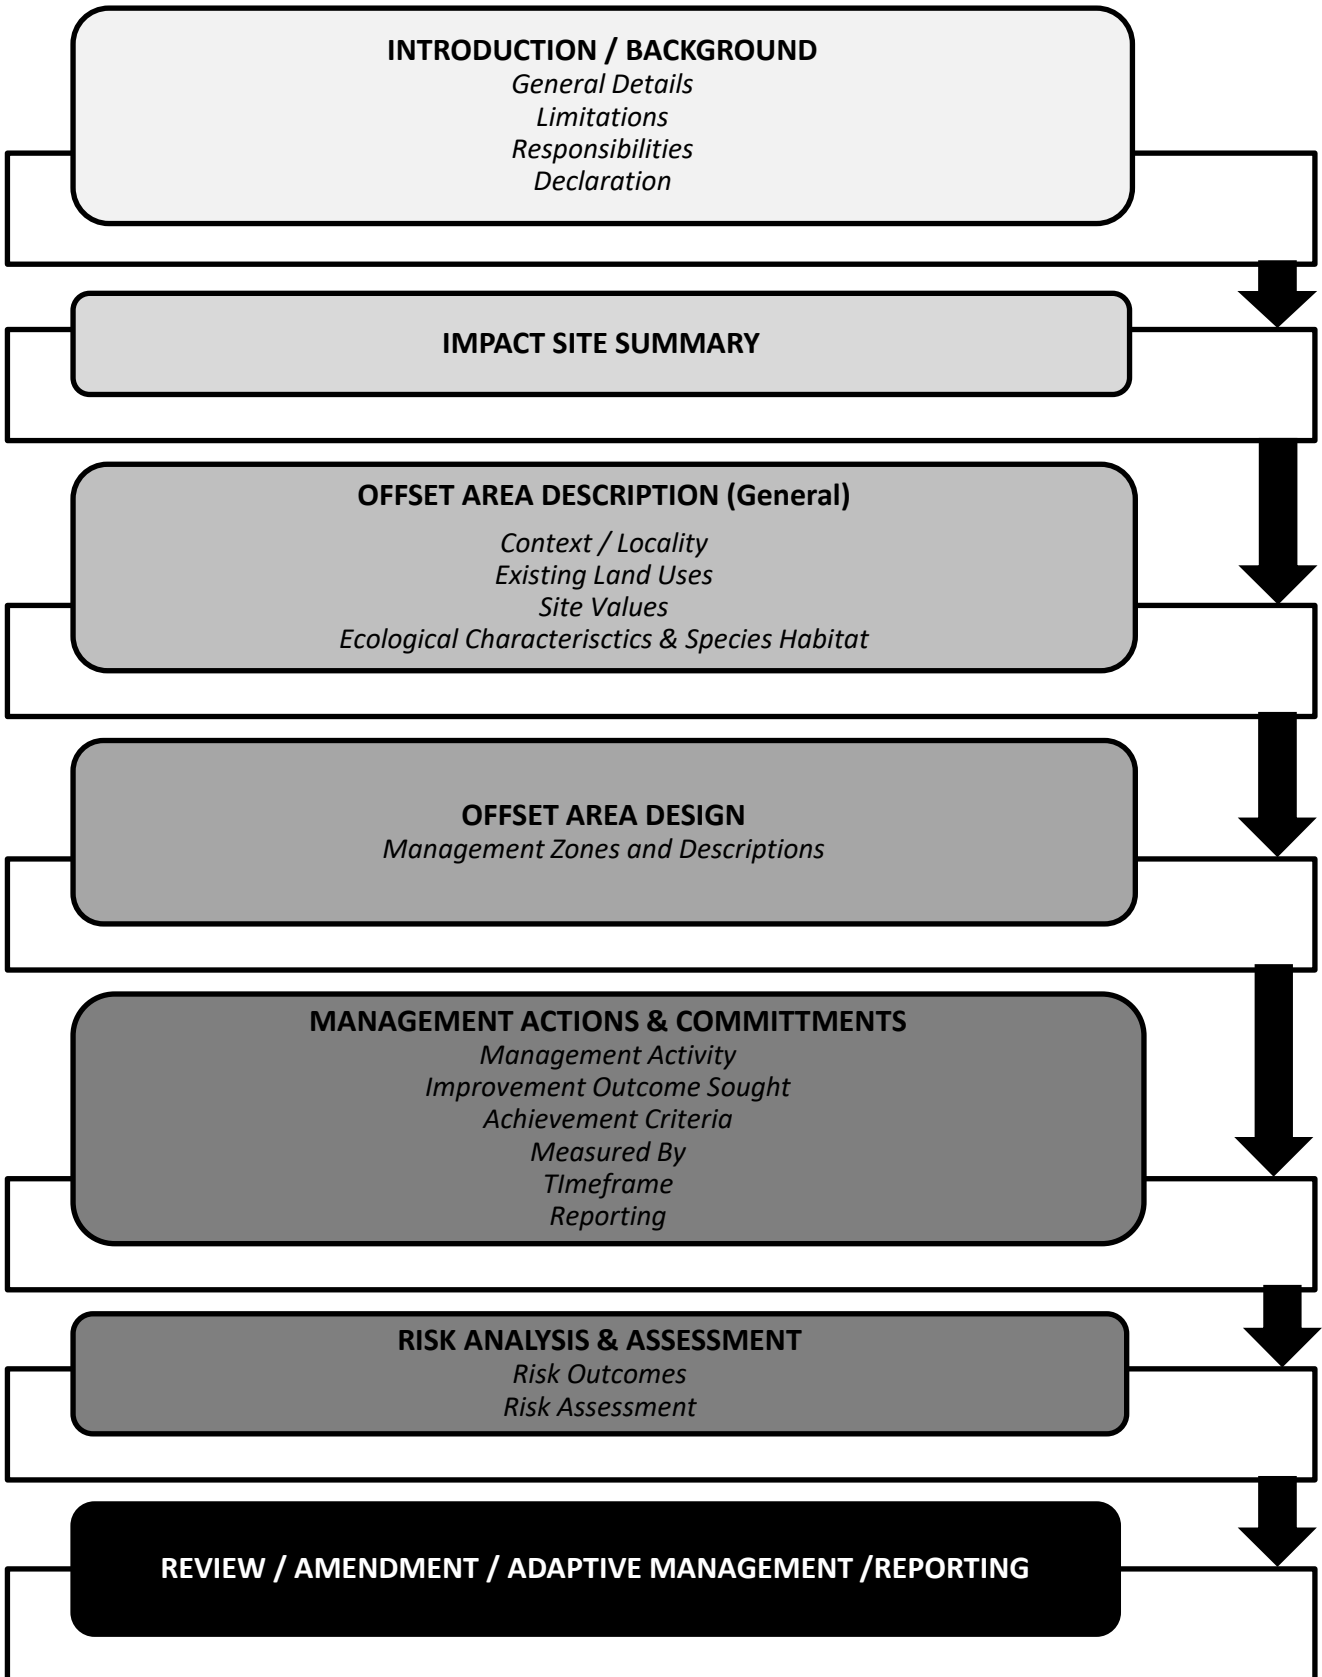 INTRODUCTION / BACKGROUND
General Details
Limitations
Responsibilities
Declaration
IMPACT SITE SUMMARY
OFFSET AREA DESCRIPTION (General)
Context / Locality
Existing Land Uses
Site Values
Ecological Characterisctics & Species Habitat
OFFSET AREA DESIGN
Management Zones and Descriptions
MANAGEMENT ACTIONS & COMMITTMENTS
Management Activity
Improvement Outcome Sought
Achievement Criteria
Measured By
TImeframe
Reporting
RISK ANALYSIS & ASSESSMENT
Risk Outcomes
Risk Assessment
REVIEW / AMENDMENT / ADAPTIVE MANAGEMENT /REPORTING